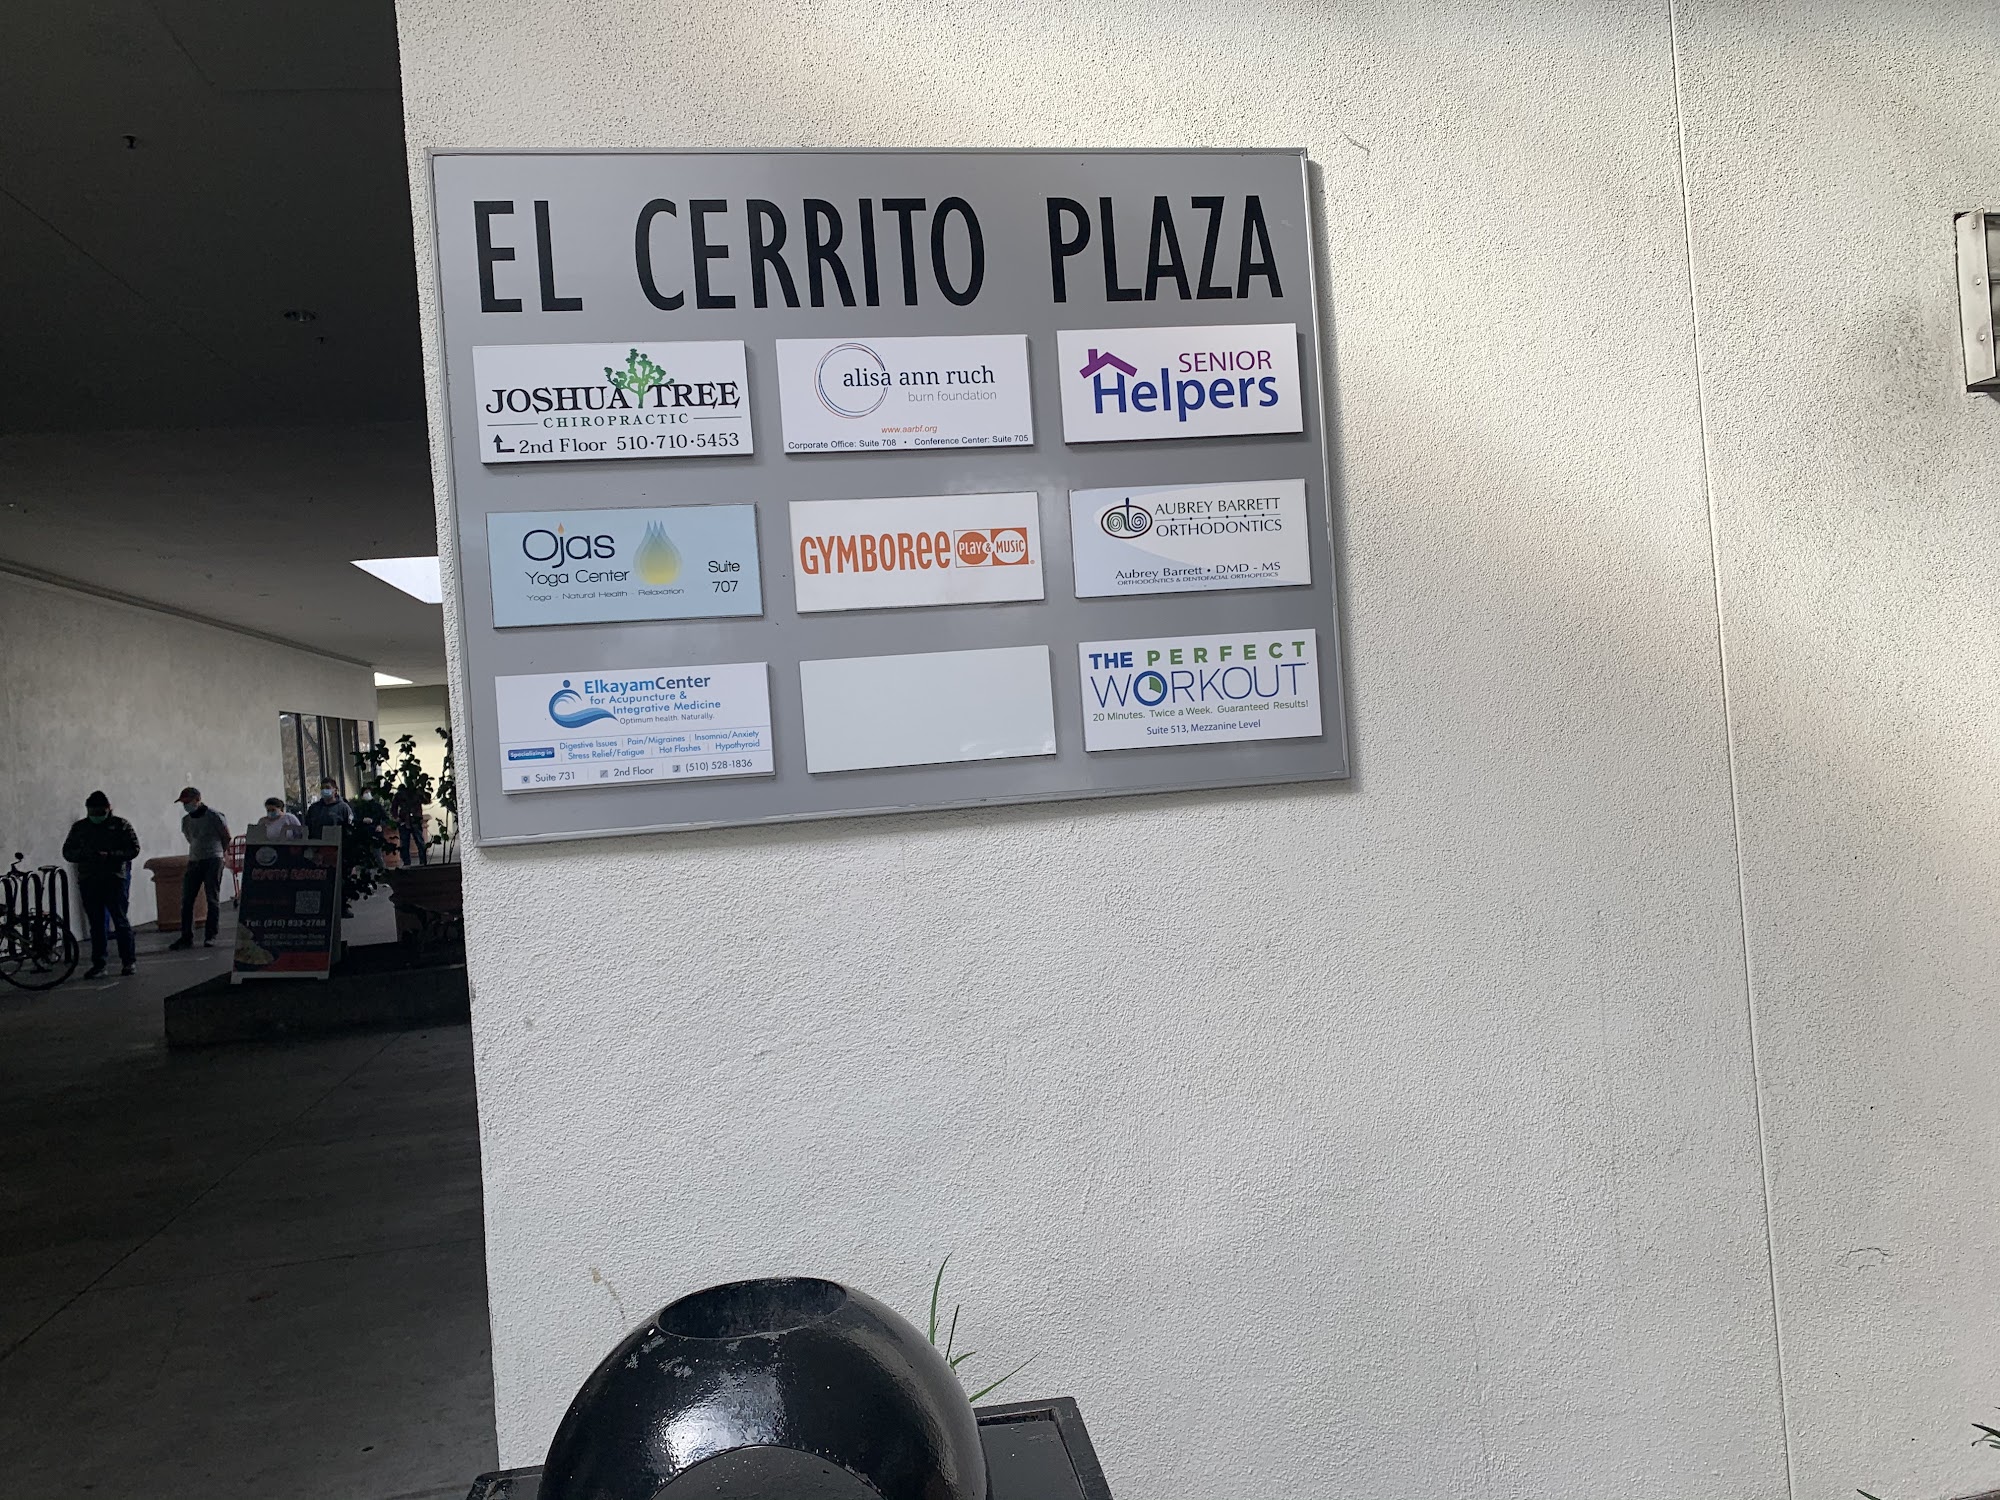 EL CERRITO PLAZA
JOSHUA TREE
CHIROPRACTIC
2nd Floor 510·710·5453
alisa ann ruch
burn foundation
www.aarbf.org
Corporate Office: Suite 708 • Conference Center: Suite 705
SENIOR
Helpers
Ojas
Yoga Center
Yoga · Natural Health · Relaxation
Suite
707
GYMBOREE PLAY & MUSIC
AUBREY BARRETT
ORTHODONTICS
Aubrey Barrett • DMD - MS
ORTHODONTICS & DENTOFACIAL ORTHOPEDICS
ElkayamCenter
for Acupuncture &
Integrative Medicine
Optimum health. Naturally.
Specializing in
Digestive Issues | Pain/Migraines | Insomnia/Anxiety
Stress Relief/Fatigue | Hot Flashes | Hypothyroid
Suite 731 | 2nd Floor | (510) 528-1836
THE PERFECT
WORKOUT
20 Minutes. Twice a Week. Guaranteed Results!
Suite 513, Mezzanine Level
Tel: (510) 833-2788